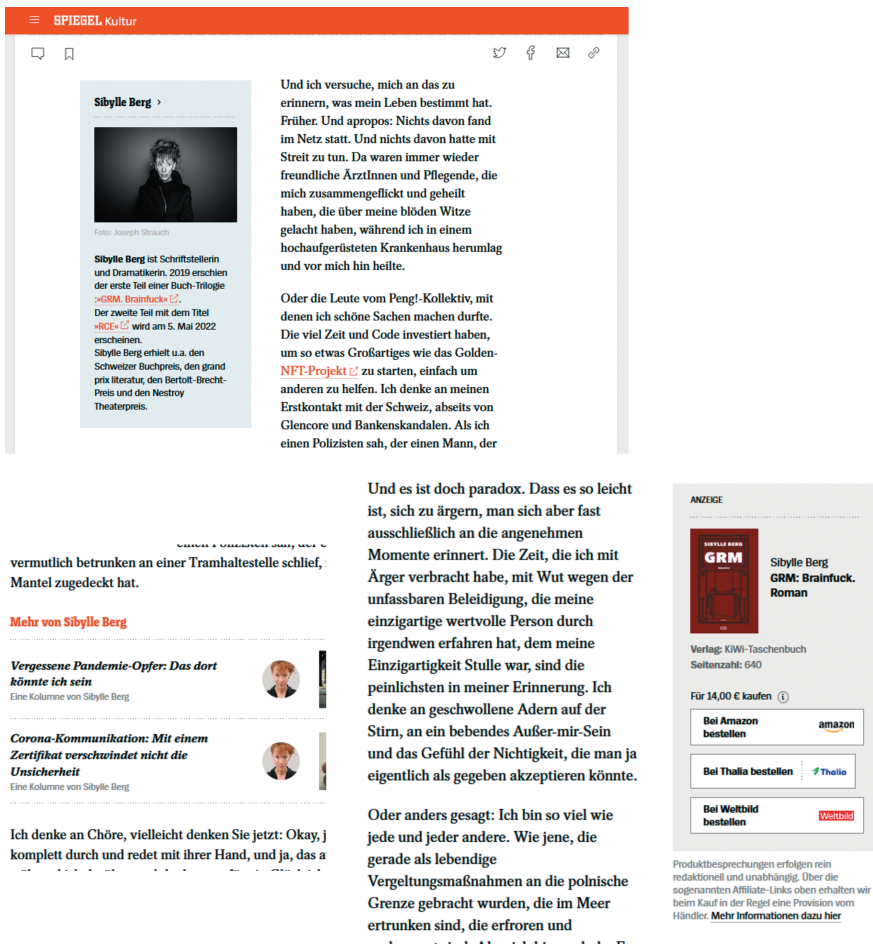 SPIEGEL Kultur
Sibylle Berg >
Foto: Joseph Strauch
Sibylle Berg ist Schriftstellerin
und Dramatikerin. 2019 erschien
der erste Teil einer Buch-Trilogie
:»GRM. Brainfuck«.
Der zweite Teil mit dem Titel
»RCE« wird am 5. Mai 2022
erscheinen.
Sibylle Berg erhielt u.a. den
Schweizer Buchpreis, den grand
prix literatur, den Bertolt-Brecht-
Preis und den Nestroy
Theaterpreis.
Und ich versuche, mich an das zu
erinnern, was mein Leben bestimmt hat.
Früher. Und apropos: Nichts davon fand
im Netz statt. Und nichts davon hatte mit
Streit zu tun. Da waren immer wieder
freundliche ÄrztInnen und Pflegende, die
mich zusammengeflickt und geheilt
haben, die über meine blöden Witze
gelacht haben, während ich in einem
hochaufgerüsteten Krankenhaus herumlag
und vor mich hin heilte.
Oder die Leute vom Peng!-Kollektiv, mit
denen ich schöne Sachen machen durfte.
Die viel Zeit und Code investiert haben,
um so etwas Großartiges wie das Golden-
NFT-Projekt zu starten, einfach um
anderen zu helfen. Ich denke an meinen
Erstkontakt mit der Schweiz, abseits von
Glencore und Bankenskandalen. Als ich
einen Polizisten sah, der einen Mann, der
einen Polizisten sah, der e
vermutlich betrunken an einer Tramhaltestelle schlief,
Mantel zugedeckt hat.
Mehr von Sibylle Berg
Vergessene Pandemie-Opfer: Das dort
könnte ich sein
Eine Kolumne von Sibylle Berg
Corona-Kommunikation: Mit einem
Zertifikat verschwindet nicht die
Unsicherheit
Eine Kolumne von Sibylle Berg
Ich denke an Chöre, vielleicht denken Sie jetzt: Okay, j
komplett durch und redet mit ihrer Hand, und ja, das a
Und es ist doch paradox. Dass es so leicht
ist, sich zu ärgern, man sich aber fast
ausschließlich an die angenehmen
Momente erinnert. Die Zeit, die ich mit
Ärger verbracht habe, mit Wut wegen der
unfassbaren Beleidigung, die meine
einzigartige wertvolle Person durch
irgendwen erfahren hat, dem meine
Einzigartigkeit Stulle war, sind die
peinlichsten in meiner Erinnerung. Ich
denke an geschwollene Adern auf der
Stirn, an ein bebendes Außer-mir-Sein
und das Gefühl der Nichtigkeit, die man ja
eigentlich als gegeben akzeptieren könnte.
Oder anders gesagt: Ich bin so viel wie
jede und jeder andere. Wie jene, die
gerade als lebendige
Vergeltungsmaßnahmen an die polnische
Grenze gebracht wurden, die im Meer
ertrunken sind, die erfroren und
ANZEIGE
SIBYLLE BERG
GRM
Sibylle Berg
GRM: Brainfuck.
Roman
Verlag: KiWi-Taschenbuch
Seitenzahl: 640
Für 14,00 € kaufen
Bei Amazon
bestellen
amazon
Bei Thalia bestellen
Thalia
Bei Weltbild
bestellen
Weltbild
Produktbesprechungen erfolgen rein
redaktionell und unabhängig. Über die
sogenannten Affiliate-Links oben erhalten wir
beim Kauf in der Regel eine Provision vom
Händler. Mehr Informationen dazu hier